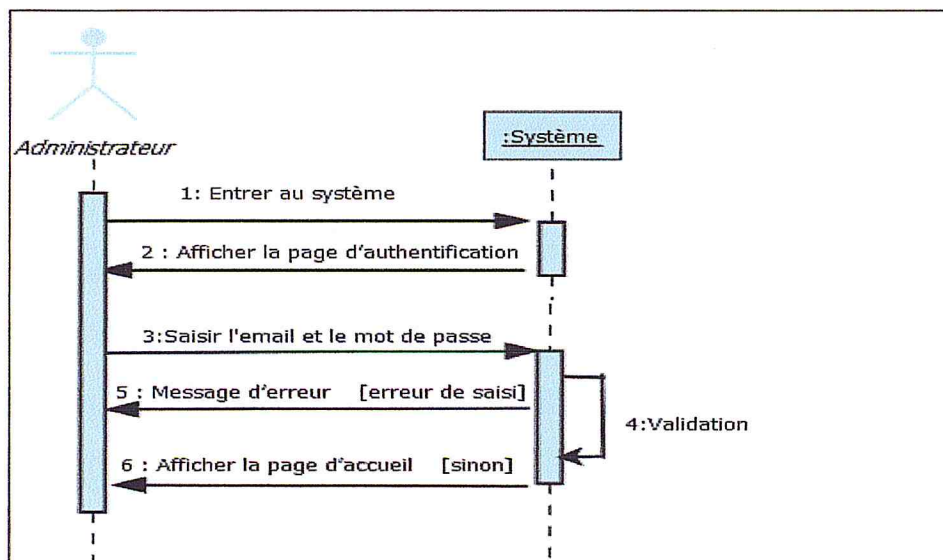 Administrateur
:Système
1: Entrer au système
2 : Afficher la page d'authentification
3:Saisir l'email et le mot de passe
5 : Message d'erreur [erreur de saisi]
4:Validation
6 : Afficher la page d'accueil [sinon]